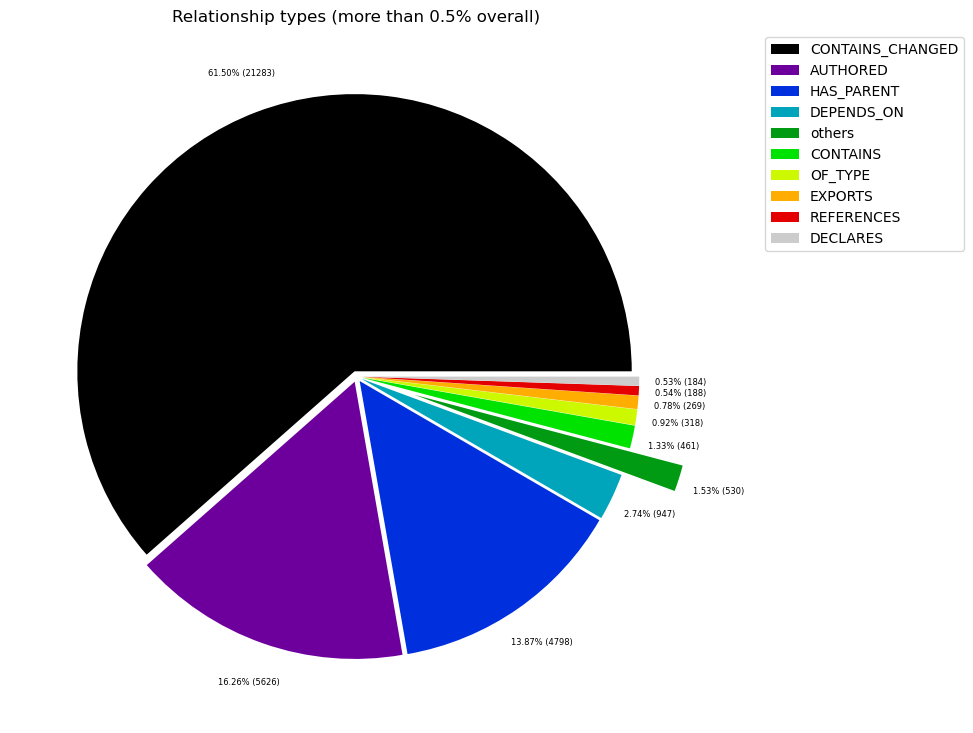 Relationship types (more than 0.5% overall)
CONTAINS_CHANGED
AUTHORED
HAS_PARENT
DEPENDS_ON
others
CONTAINS
OF_TYPE
EXPORTS
REFERENCES
DECLARES
61.50% (21283)
0.53% (184)
0.54% (188)
0.78% (269)
0.92% (318)
1.33% (461)
1.53% (530)
2.74% (947)
13.87% (4798)
16.26% (5626)